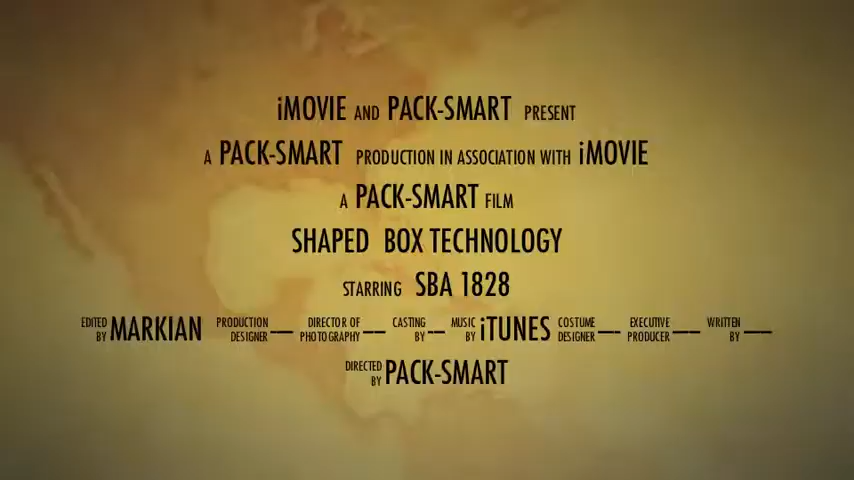 iMOVIE AND PACK-SMART PRESENT
A PACK-SMART PRODUCTION IN ASSOCIATION WITH iMOVIE
A PACK-SMART FILM
SHAPED BOX TECHNOLOGY
STARRING SBA 1828
EDITED BY MARKIAN PRODUCTION DESIGNER — DIRECTOR OF PHOTOGRAPHY — CASTING BY — MUSIC BY iTUNES COSTUME DESIGNER — EXECUTIVE PRODUCER — WRITTEN BY —
DIRECTED BY PACK-SMART